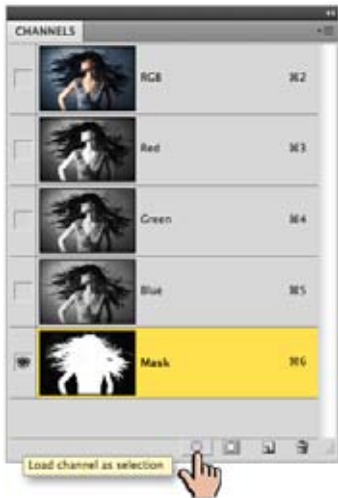 CHANNELS
RGB ⌘2
Red ⌘3
Green ⌘4
Blue ⌘5
Mask ⌘6
Load channel as selection